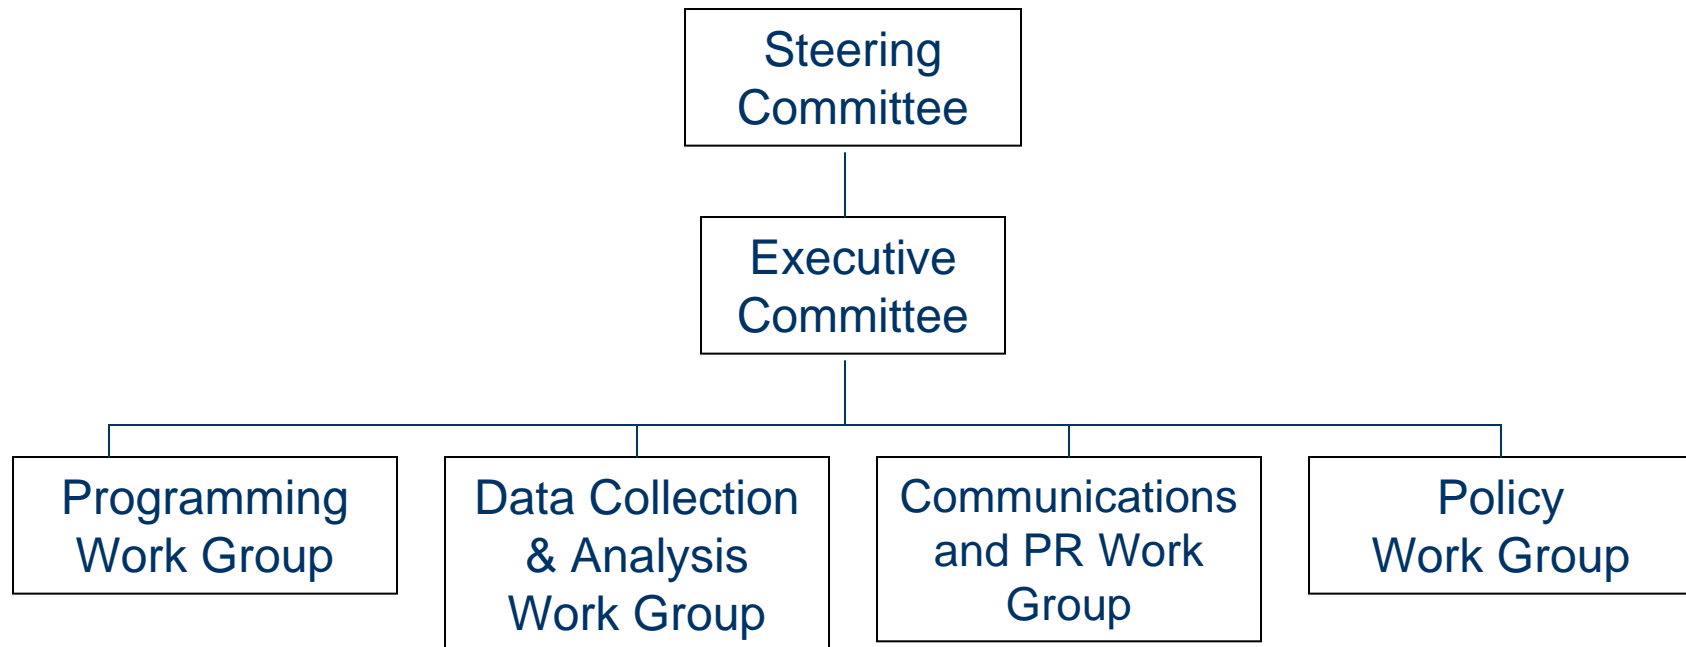 Steering
Committee
Executive
Committee
Programming
Work Group
Data Collection
& Analysis
Work Group
Communications
and PR Work
Group
Policy
Work Group